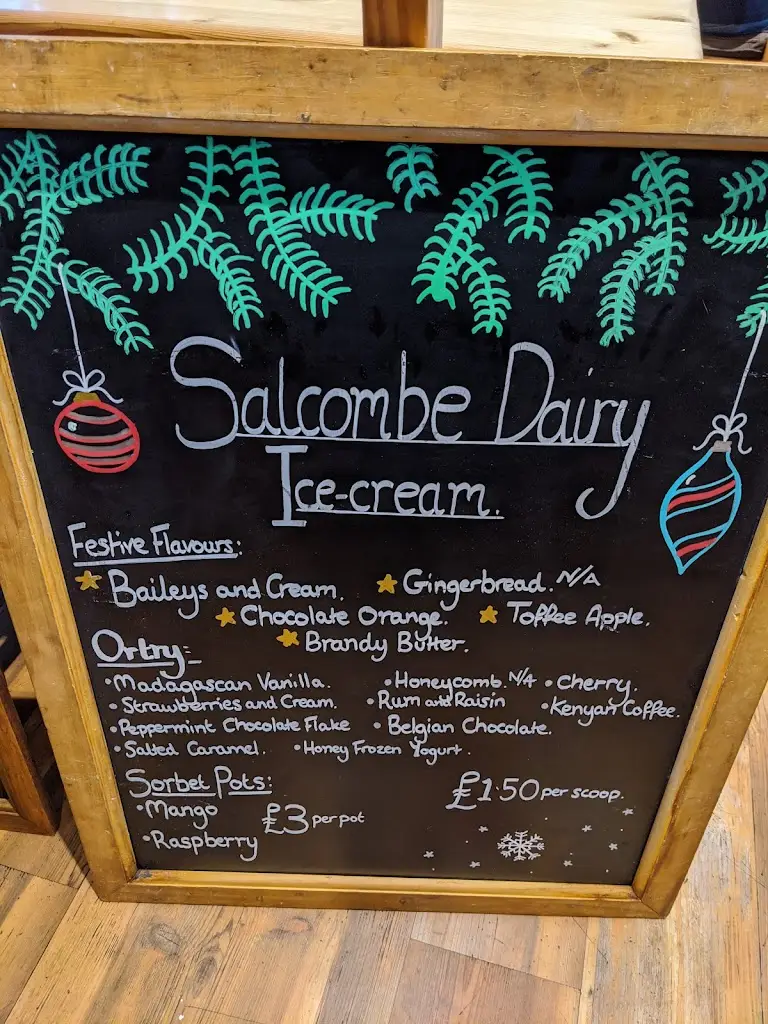 Salcombe Dairy
Ice-cream.
Festive Flavours:
Baileys and Cream. Gingerbread. N/A
Chocolate Orange. Toffee Apple.
Brandy Butter.
Or try:
•Madagascan Vanilla. •Honeycomb. N/A •Cherry.
•Strawberries and Cream. •Rum and Raisin •Kenyan Coffee.
•Peppermint Chocolate Flake •Belgian Chocolate.
•Salted Caramel. •Honey Frozen Yogurt.
Sorbet Pots:
•Mango £3 per pot £1.50 per scoop.
•Raspberry